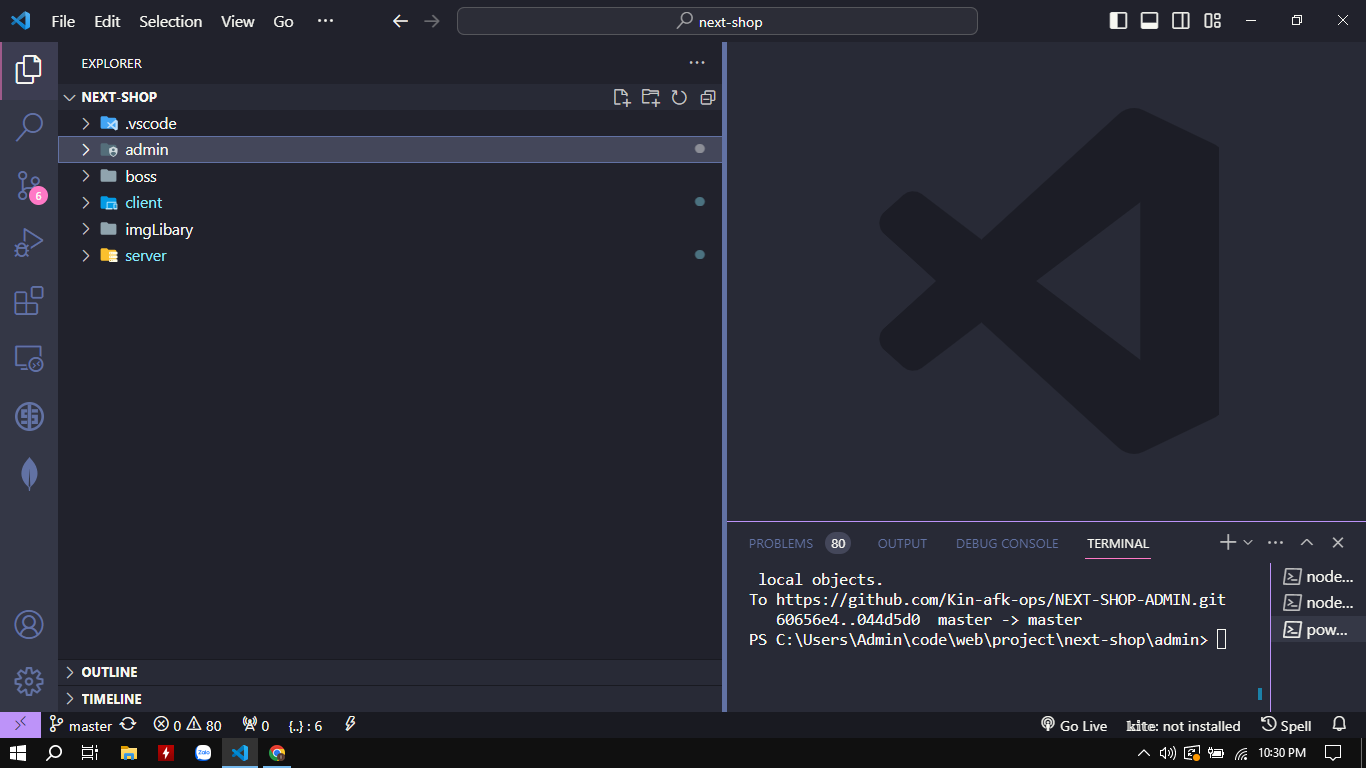 File Edit Selection View Go
next-shop
EXPLORER
NEXT-SHOP
.vscode
admin
boss
client
imgLibary
server
6
OUTLINE
TIMELINE
PROBLEMS 80 OUTPUT DEBUG CONSOLE TERMINAL
local objects.
To https://github.com/Kin-afk-ops/NEXT-SHOP-ADMIN.git
60656e4..044d5d0 master -> master
PS C:\Users\Admin\code\web\project\next-shop\admin>
node...
node...
pow...
master 0 80 0 {..} : 6 Go Live kite: not installed Spell
Zalo 10:30 PM